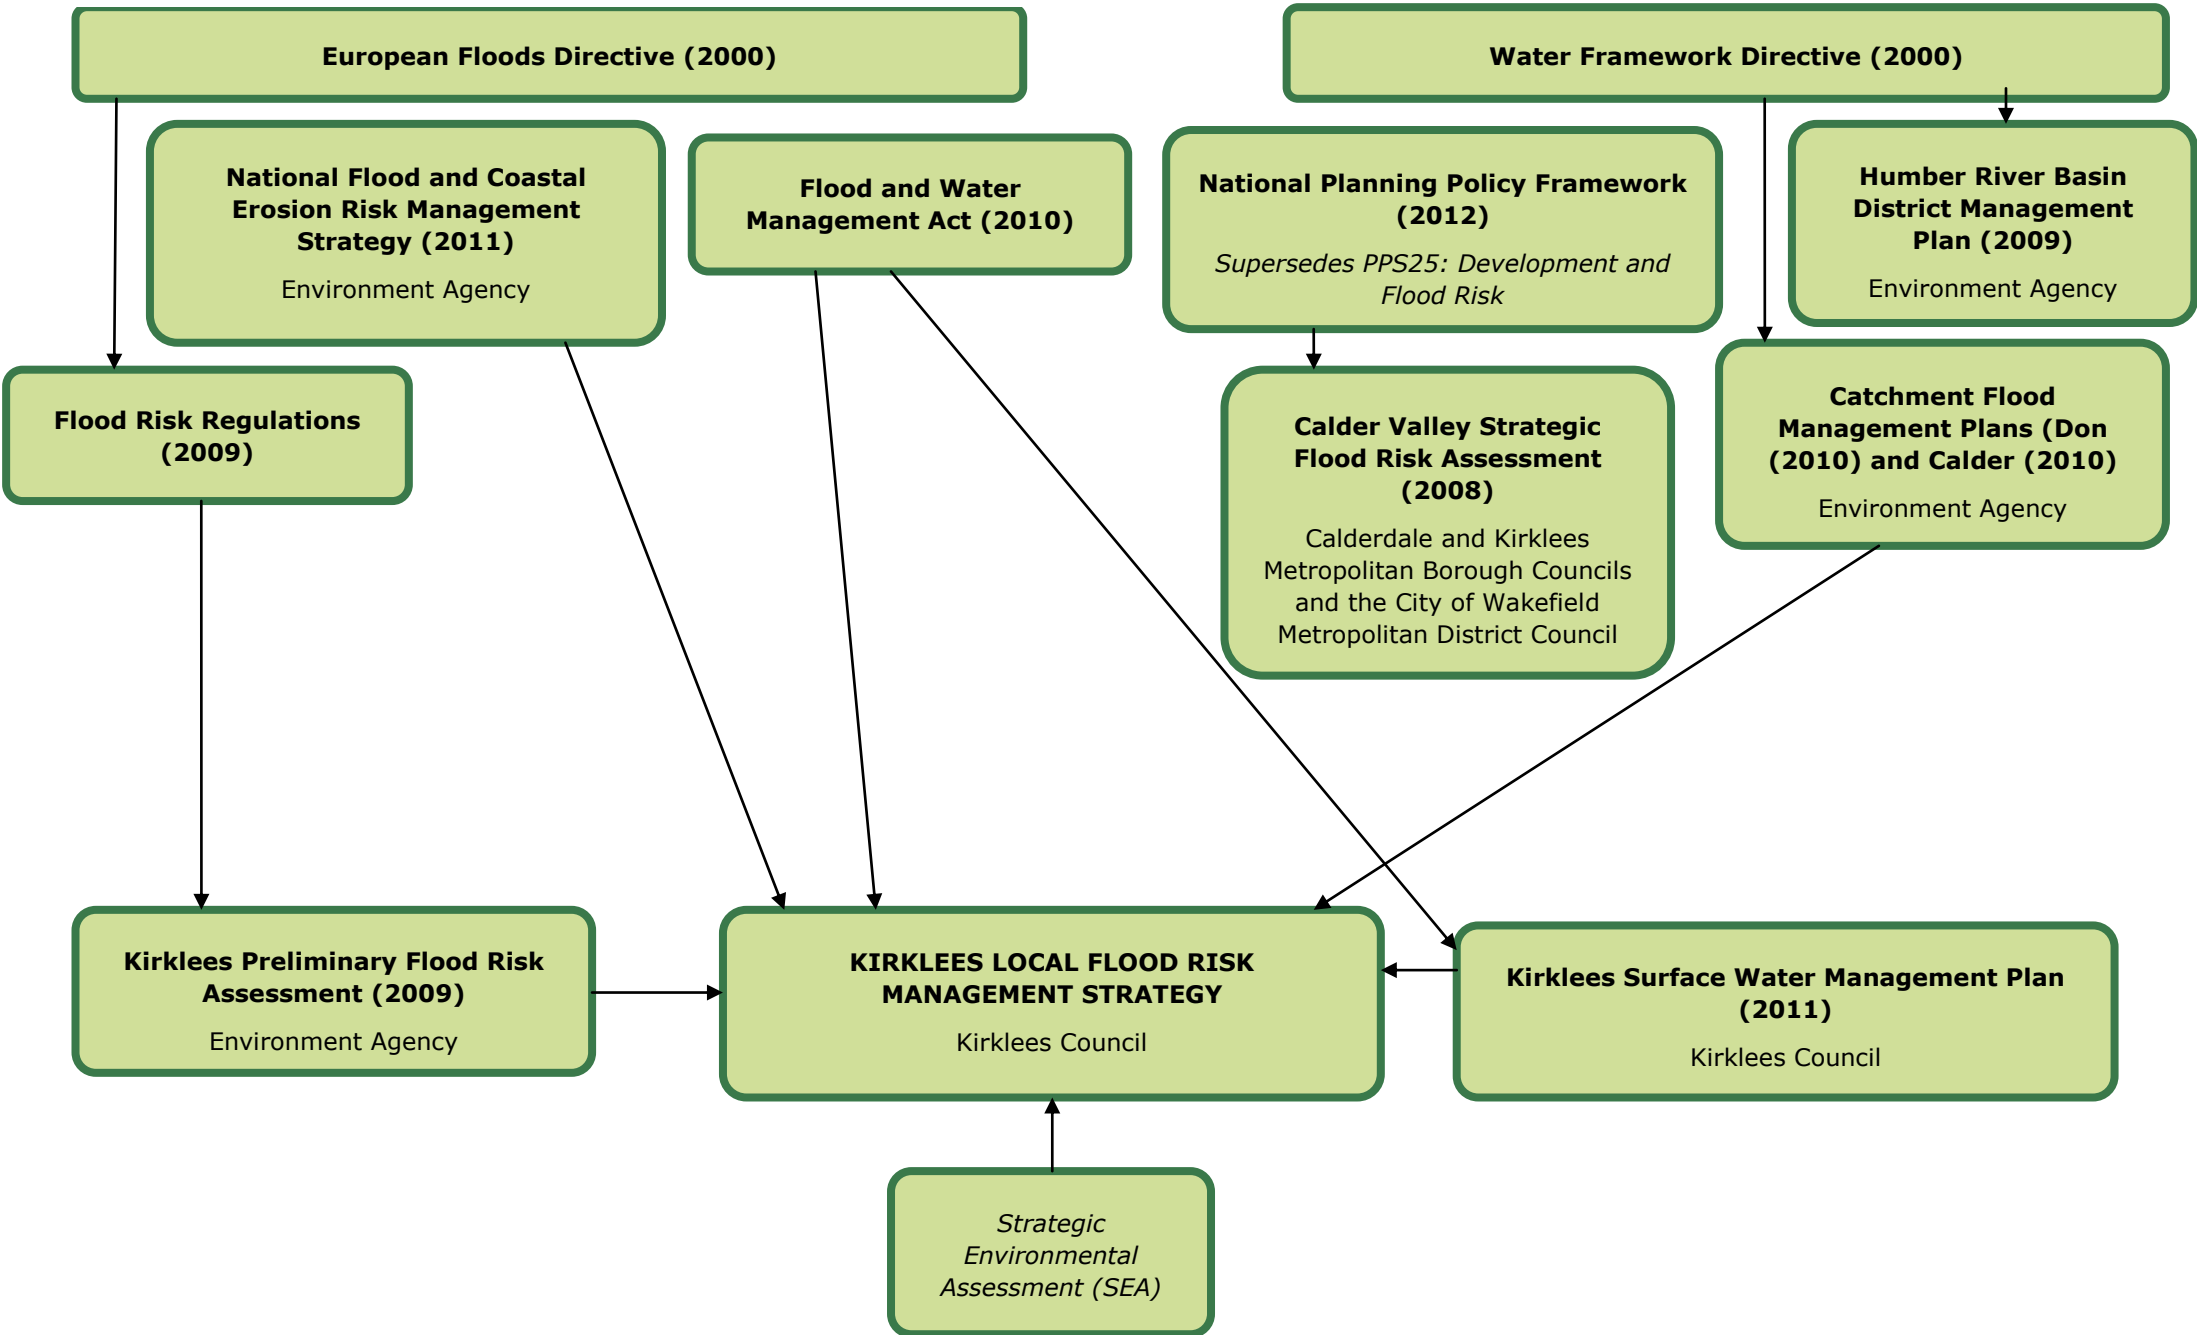 European Floods Directive (2000)
Water Framework Directive (2000)
National Flood and Coastal
Erosion Risk Management
Strategy (2011)
Environment Agency
Flood and Water
Management Act (2010)
National Planning Policy Framework
(2012)
Supersedes PPS25: Development and
Flood Risk
Humber River Basin
District Management
Plan (2009)
Environment Agency
Flood Risk Regulations
(2009)
Calder Valley Strategic
Flood Risk Assessment
(2008)
Calderdale and Kirklees
Metropolitan Borough Councils
and the City of Wakefield
Metropolitan District Council
Catchment Flood
Management Plans (Don
(2010) and Calder (2010)
Environment Agency
Kirklees Preliminary Flood Risk
Assessment (2009)
Environment Agency
KIRKLEES LOCAL FLOOD RISK
MANAGEMENT STRATEGY
Kirklees Council
Kirklees Surface Water Management Plan
(2011)
Kirklees Council
Strategic
Environmental
Assessment (SEA)